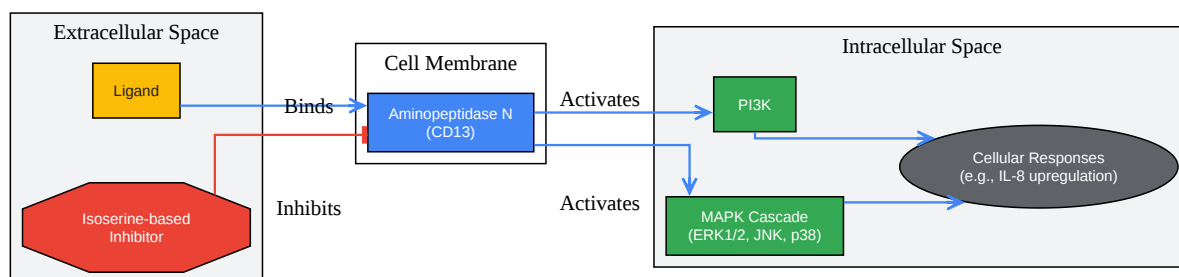 Extracellular Space
Ligand
Isoserine-based
Inhibitor
Binds
Inhibits
Cell Membrane
Aminopeptidase N
(CD13)
Activates
Activates
Intracellular Space
PI3K
MAPK Cascade
(ERK1/2, JNK, p38)
Cellular Responses
(e.g., IL-8 upregulation)